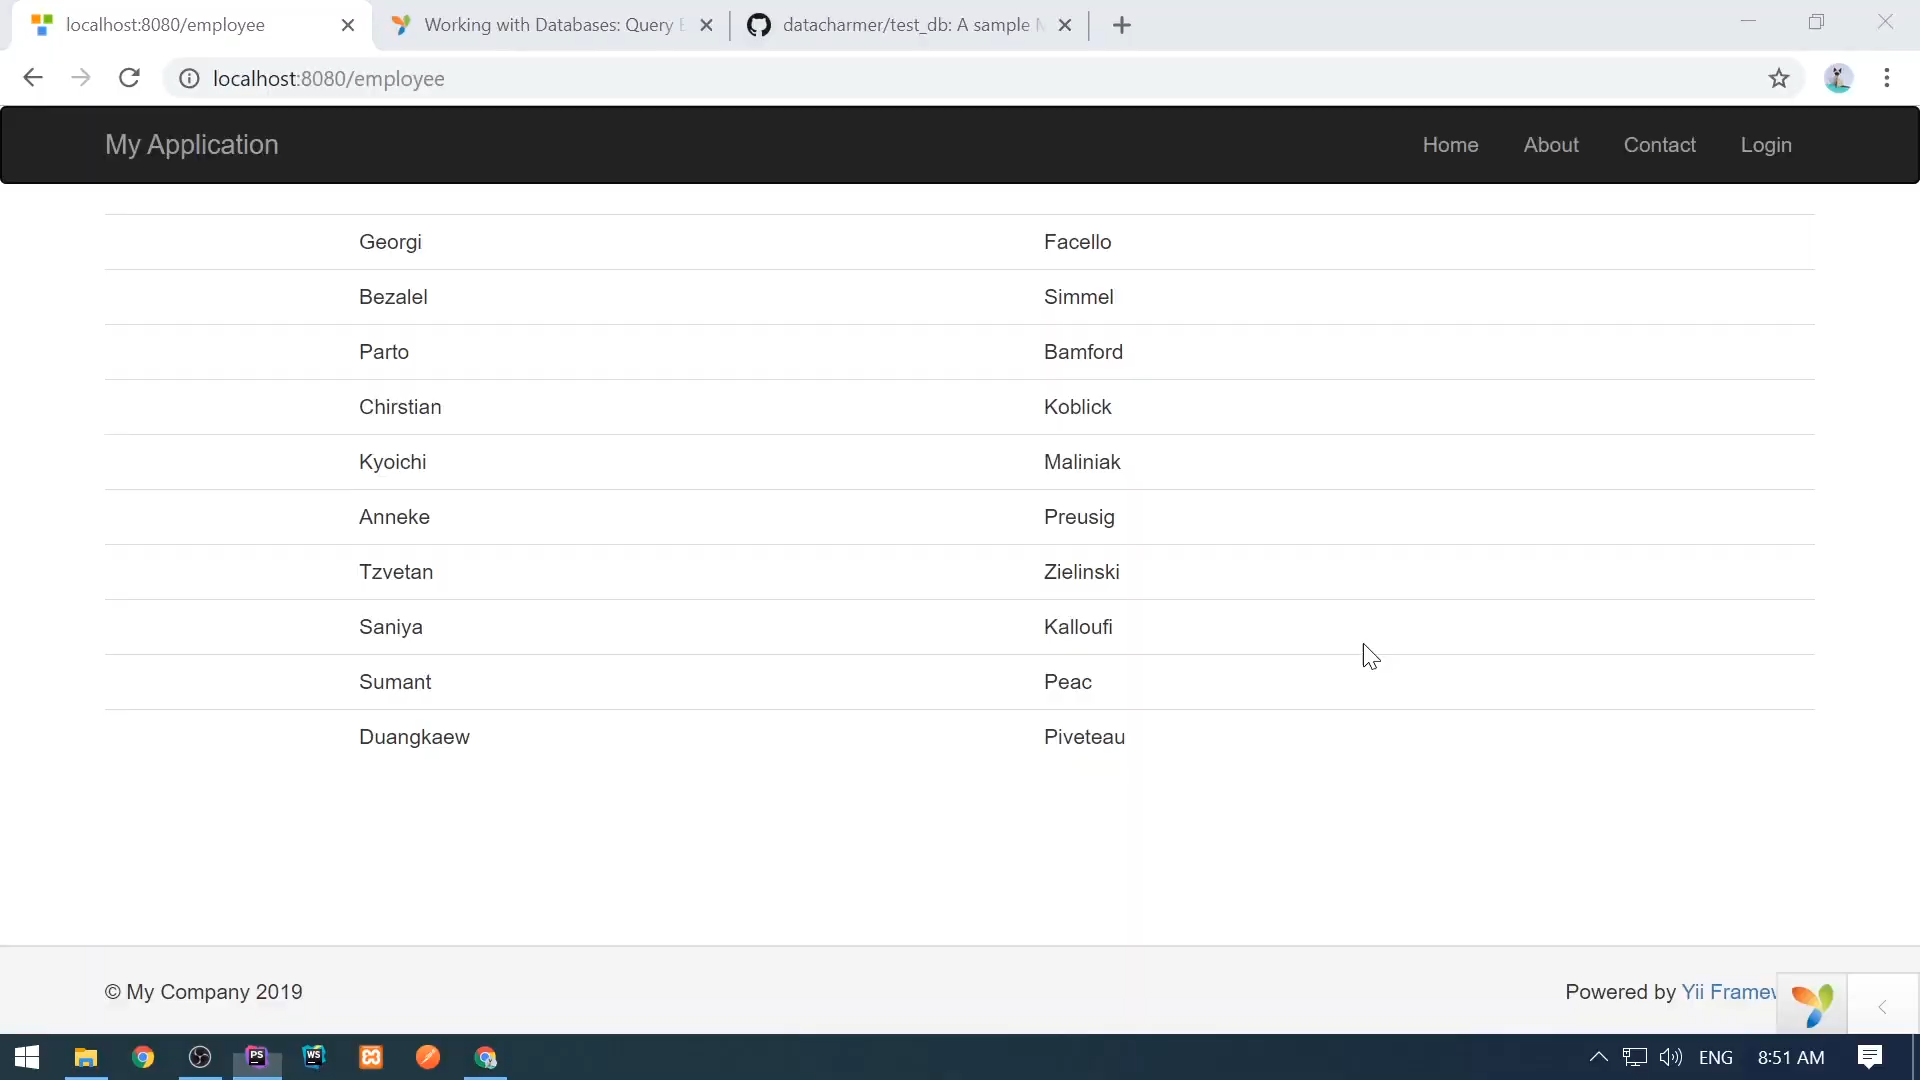 localhost:8080/employee
Working with Databases: Query
datacharmer/test_db: A sample
localhost:8080/employee
My Application
Home About Contact Login
Georgi Facello
Bezalel Simmel
Parto Bamford
Chirstian Koblick
Kyoichi Maliniak
Anneke Preusig
Tzvetan Zielinski
Saniya Kalloufi
Sumant Peac
Duangkaew Piveteau
© My Company 2019
Powered by Yii
PS WS ENG 8:51 AM